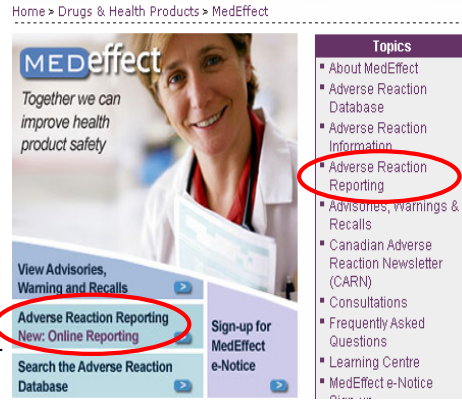 Home > Drugs & Health Products > MedEffect
MEDeffect
Together we can
improve health
product safety
View Advisories,
Warning and Recalls
Adverse Reaction Reporting
New: Online Reporting
Search the Adverse Reaction
Database
Sign-up for
MedEffect
e-Notice
Topics
About MedEffect
Adverse Reaction
Database
Adverse Reaction
Information
Adverse Reaction
Reporting
Advisories, Warnings &
Recalls
Canadian Adverse
Reaction Newsletter
(CARN)
Consultations
Frequently Asked
Questions
Learning Centre
MedEffect e-Notice